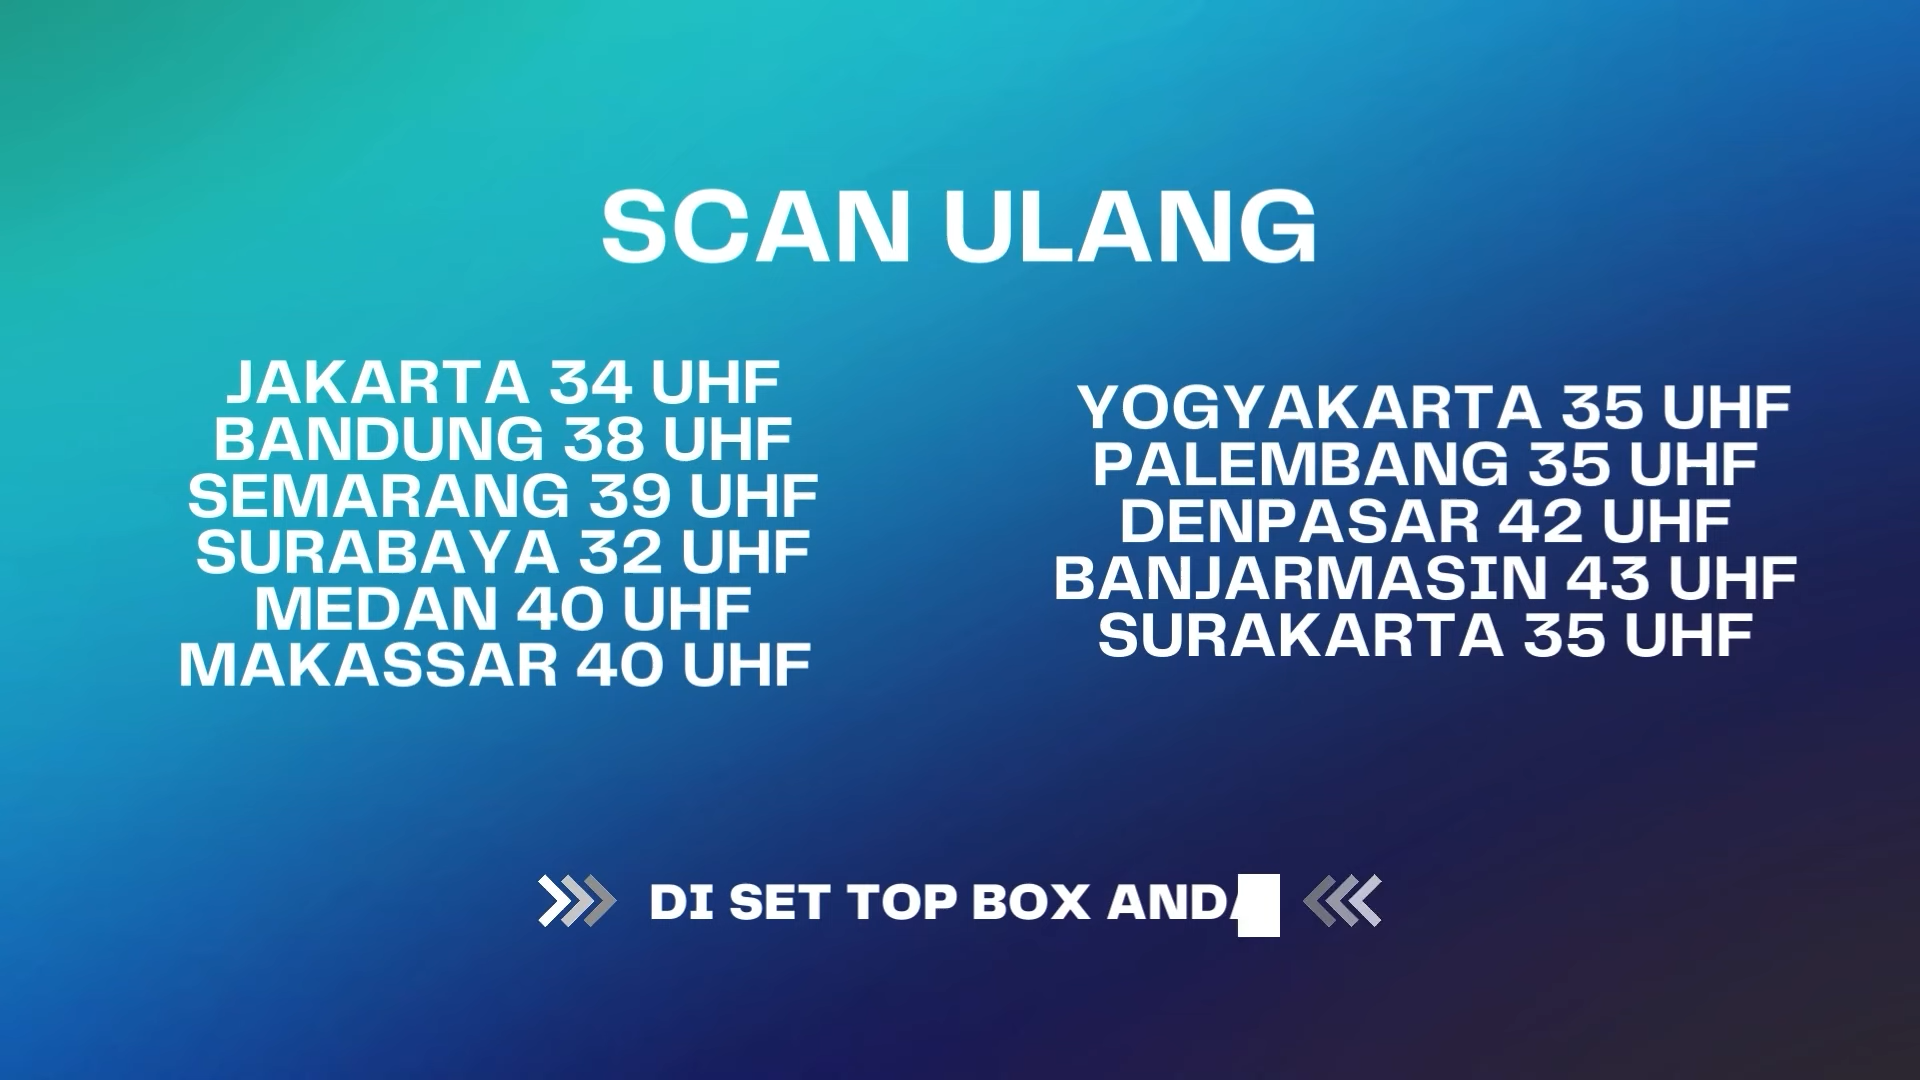 SCAN ULANG
JAKARTA 34 UHF
BANDUNG 38 UHF
SEMARANG 39 UHF
SURABAYA 32 UHF
MEDAN 40 UHF
MAKASSAR 40 UHF
YOGYAKARTA 35 UHF
PALEMBANG 35 UHF
DENPASAR 42 UHF
BANJARMASIN 43 UHF
SURAKARTA 35 UHF
DI SET TOP BOX ANDA